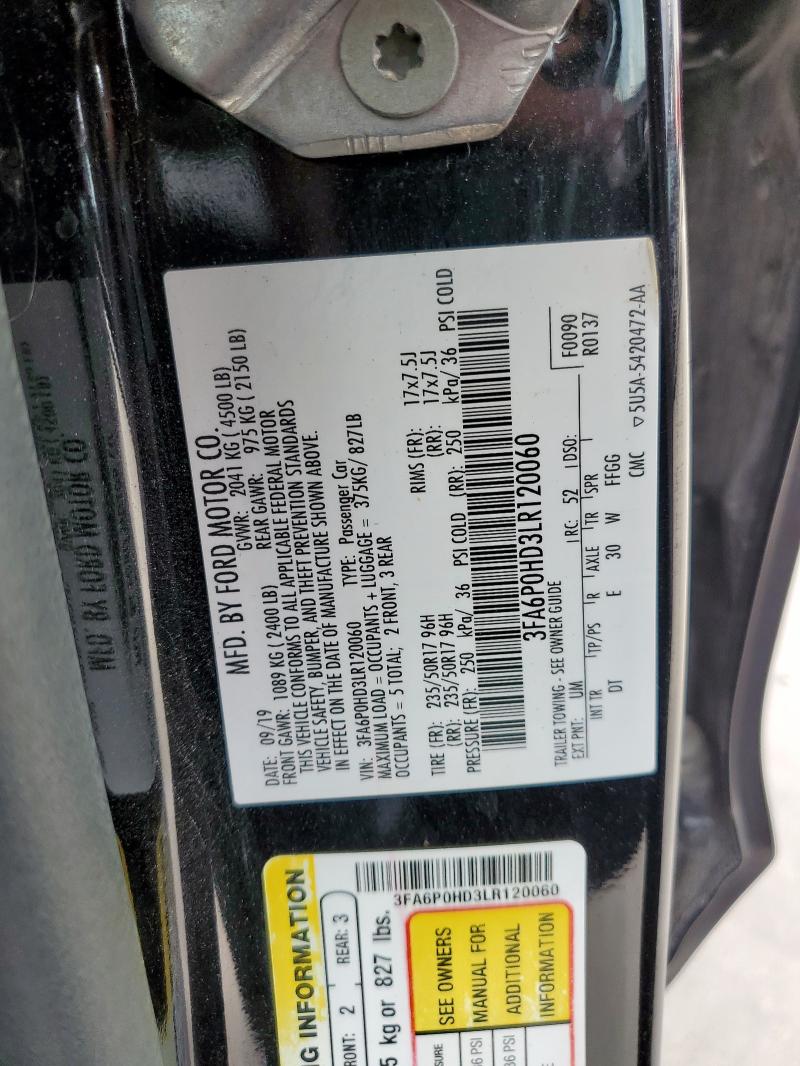 MFD. BY FORD MOTOR CO.
DATE: 09/19 GVWR: 2041 KG ( 4500 LB)
FRONT GAWR: 1089 KG ( 2400 LB) REAR GAWR: 975 KG ( 2150 LB)
THIS VEHICLE CONFORMS TO ALL APPLICABLE FEDERAL MOTOR
VEHICLE SAFETY, BUMPER, AND THEFT PREVENTION STANDARDS
IN EFFECT ON THE DATE OF MANUFACTURE SHOWN ABOVE.
VIN: 3FA6P0HD3LR120060 TYPE: Passenger Car
MAXIMUM LOAD = OCCUPANTS + LUGGAGE = 375KG/ 827LB
OCCUPANTS = 5 TOTAL; 2 FRONT, 3 REAR
TIRE (FR): 235/50R17 96H RIMS (FR): 17x7.5J
(RR): 235/50R17 96H (RR): 17x7.5J
PRESSURE (FR): 250 kPa/ 36 PSI COLD (RR): 250 kPa/ 36 PSI COLD
3FA6P0HD3LR120060
TRAILER TOWING - SEE OWNER GUIDE
F0090
R0137
EXT PNT: UM RC: 52 DSO:
INT TR TP/PS R AXLE TR SPR
DT E 30 W FFGG
CMC ▽5U5A-5420472-AA
G INFORMATION
RONT: 2 REAR: 3
5 kg or 827 lbs.
3FA6P0HD3LR120060
SEE OWNERS
MANUAL FOR
ADDITIONAL
INFORMATION
SURE
36 PSI
36 PSI